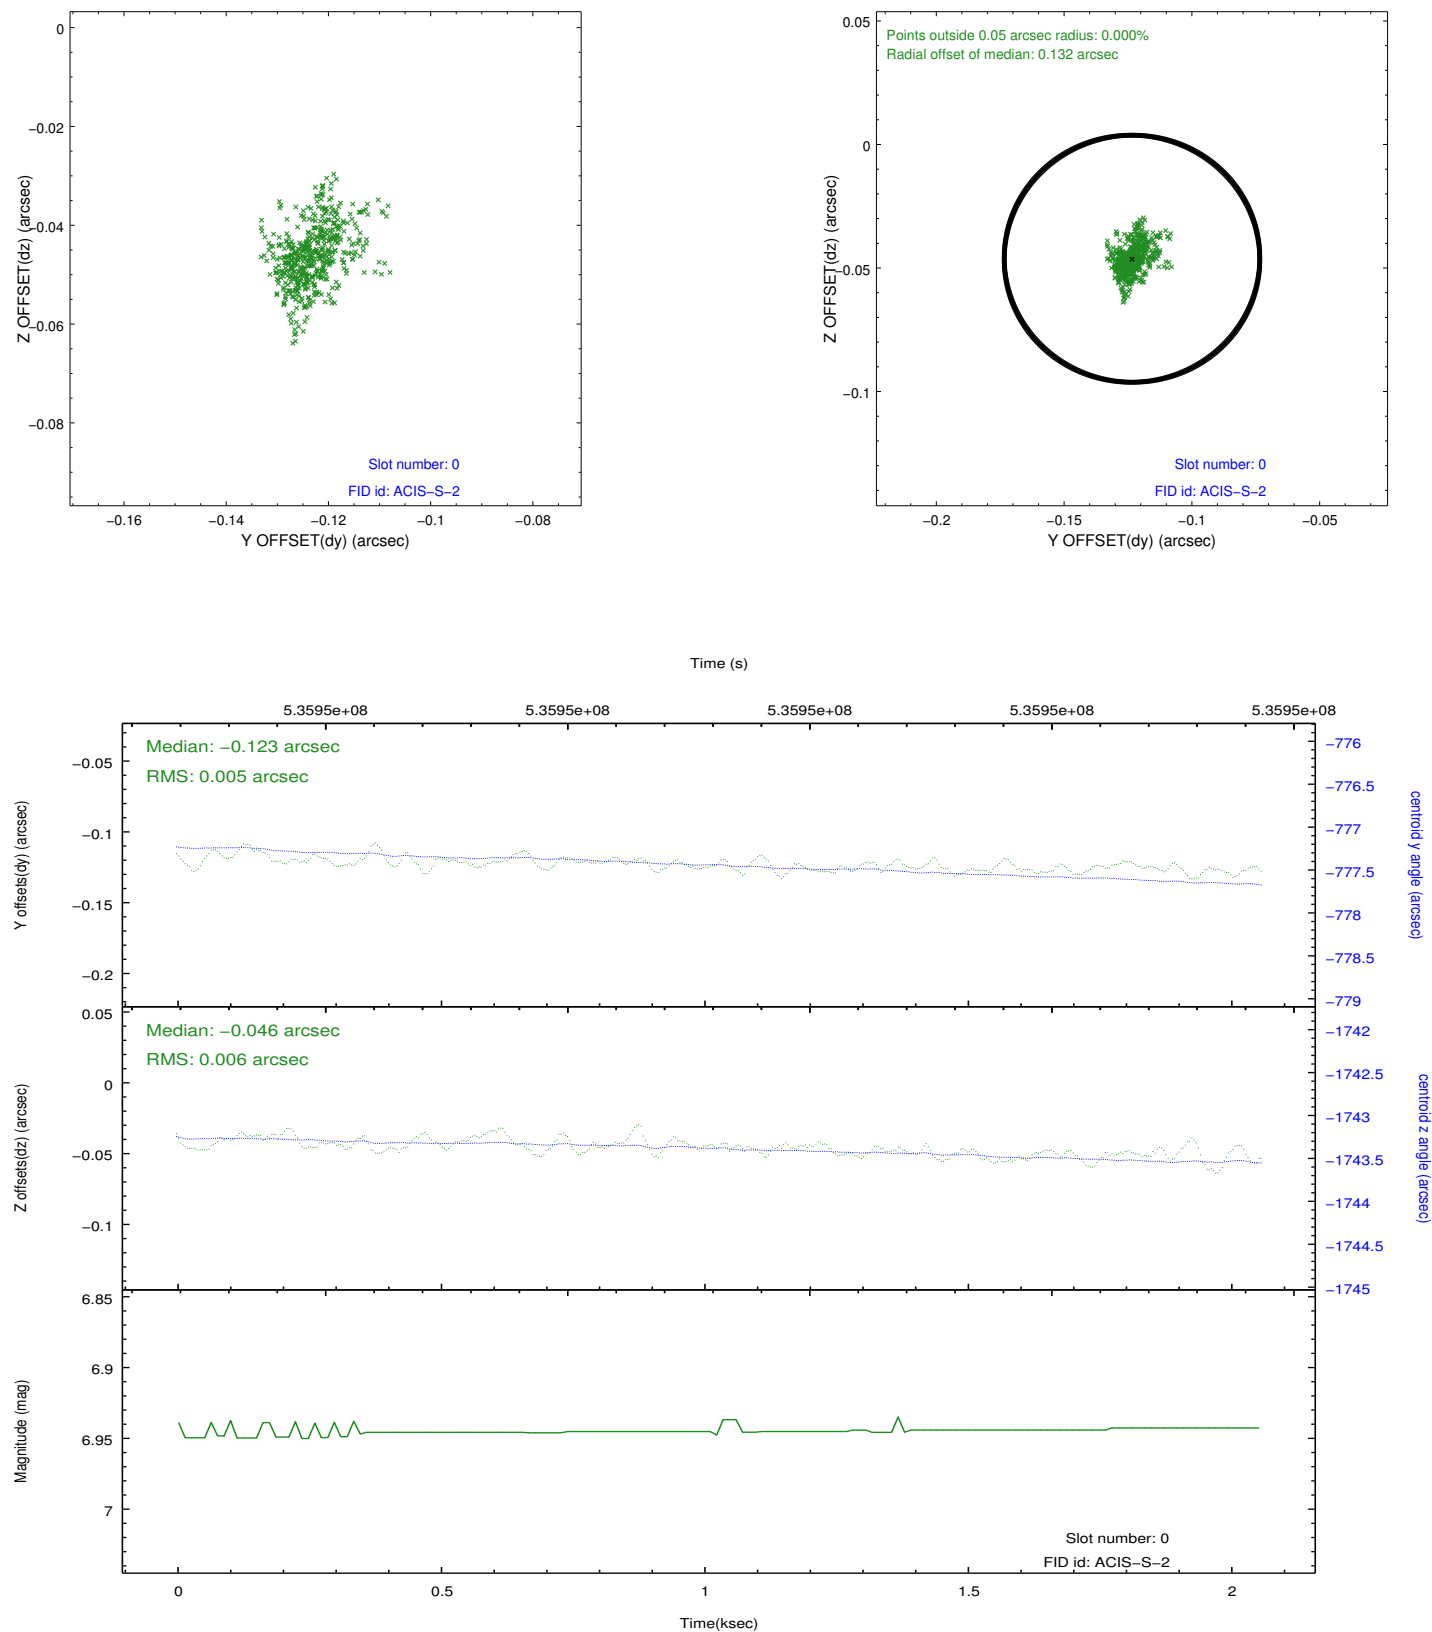 0
−0.02
−0.04
−0.06
−0.08
Z OFFSET(dz) (arcsec)
Slot number: 0
FID id: ACIS−S−2
−0.16
−0.14
−0.12
−0.1
−0.08
Y OFFSET(dy) (arcsec)
Points outside 0.05 arcsec radius: 0.000%
Radial offset of median: 0.132 arcsec
0.05
0
−0.05
−0.1
Z OFFSET(dz) (arcsec)
Slot number: 0
FID id: ACIS−S−2
−0.2
−0.15
−0.1
−0.05
Y OFFSET(dy) (arcsec)
Time (s)
5.3595e+08
5.3595e+08
5.3595e+08
5.3595e+08
5.3595e+08
Median: −0.123 arcsec
RMS: 0.005 arcsec
−0.05
−0.1
−0.15
−0.2
Y offsets(dy) (arcsec)
−776
−776.5
−777
−777.5
−778
−778.5
−779
centroid y angle (arcsec)
Median: −0.046 arcsec
RMS: 0.006 arcsec
0.05
0
−0.05
−0.1
Z offsets(dz) (arcsec)
−1742
−1742.5
−1743
−1743.5
−1744
−1744.5
−1745
centroid z angle (arcsec)
6.85
6.9
6.95
7
Magnitude (mag)
Slot number: 0
FID id: ACIS−S−2
0
0.5
1
1.5
2
Time(ksec)